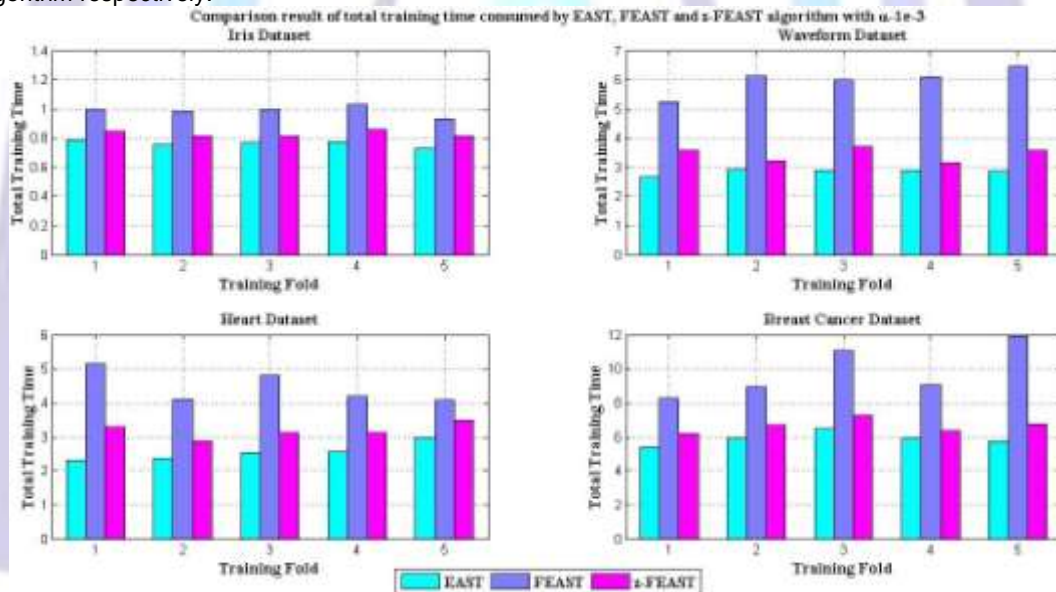 algorithm respectively.
Comparison result of total training time consumed by EAST, FEAST and s-FEAST algorithm with α-1e-3
Iris Dataset
Waveform Dataset
Total Training Time
1.4
1.2
1
0.8
0.6
0.4
0.2
0
1 2 3 4 5
Training Fold
Total Training Time
7
6
5
4
3
2
1
0
1 2 3 4 5
Training Fold
Heart Dataset
Breast Cancer Dataset
Total Training Time
6
5
4
3
2
1
0
1 2 3 4 5
Training Fold
Total Training Time
12
10
8
6
4
2
0
1 2 3 4 5
Training Fold
EAST FEAST s-FEAST